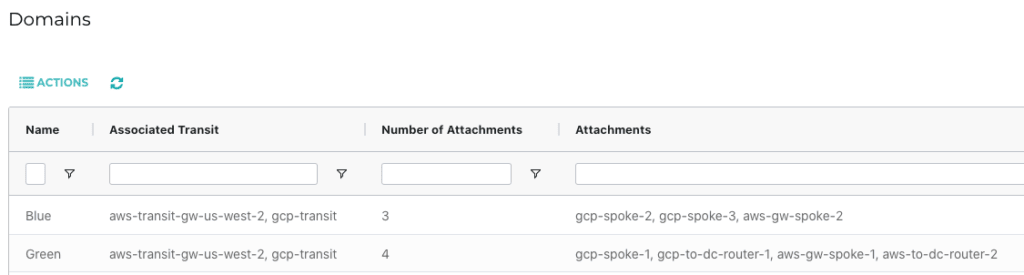 Domains
ACTIONS
Name Associated Transit Number of Attachments Attachments
Blue aws-transit-gw-us-west-2, gcp-transit 3 gcp-spoke-2, gcp-spoke-3, aws-gw-spoke-2
Green aws-transit-gw-us-west-2, gcp-transit 4 gcp-spoke-1, gcp-to-dc-router-1, aws-gw-spoke-1, aws-to-dc-router-2